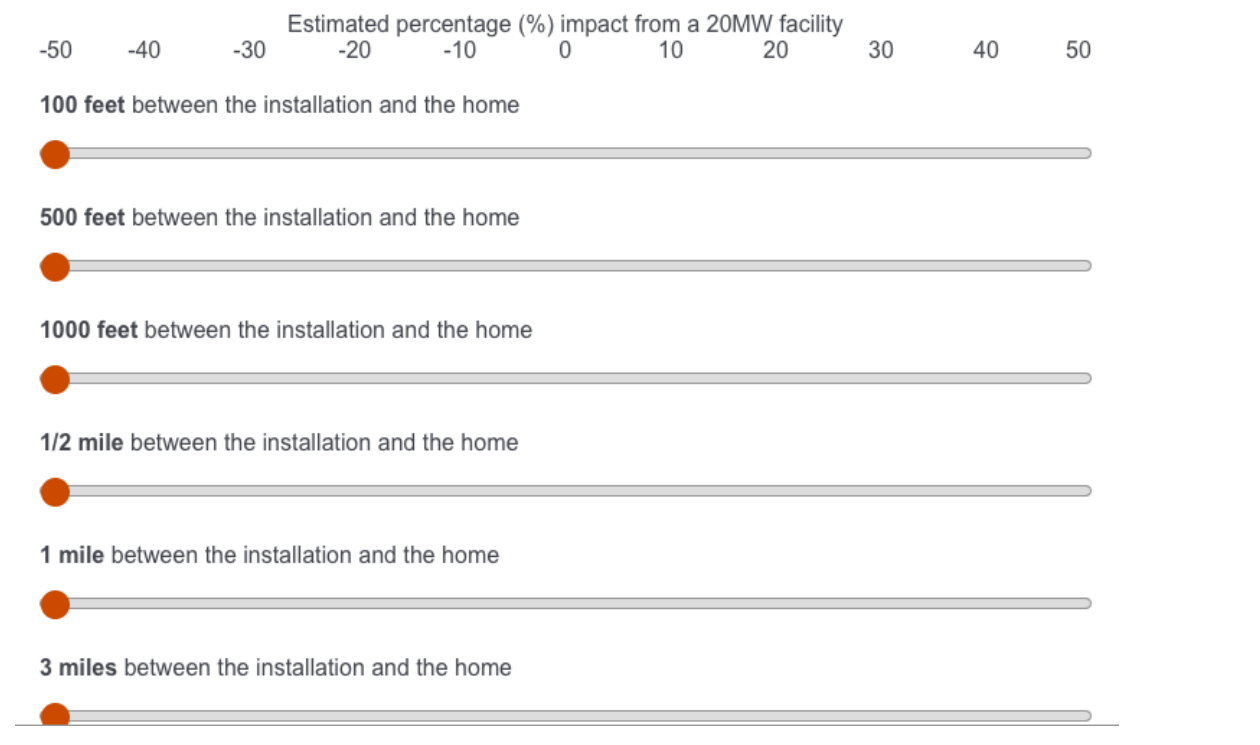 Estimated percentage (%) impact from a 20MW facility
-50 -40 -30 -20 -10 0 10 20 30 40 50
100 feet between the installation and the home
500 feet between the installation and the home
1000 feet between the installation and the home
1/2 mile between the installation and the home
1 mile between the installation and the home
3 miles between the installation and the home